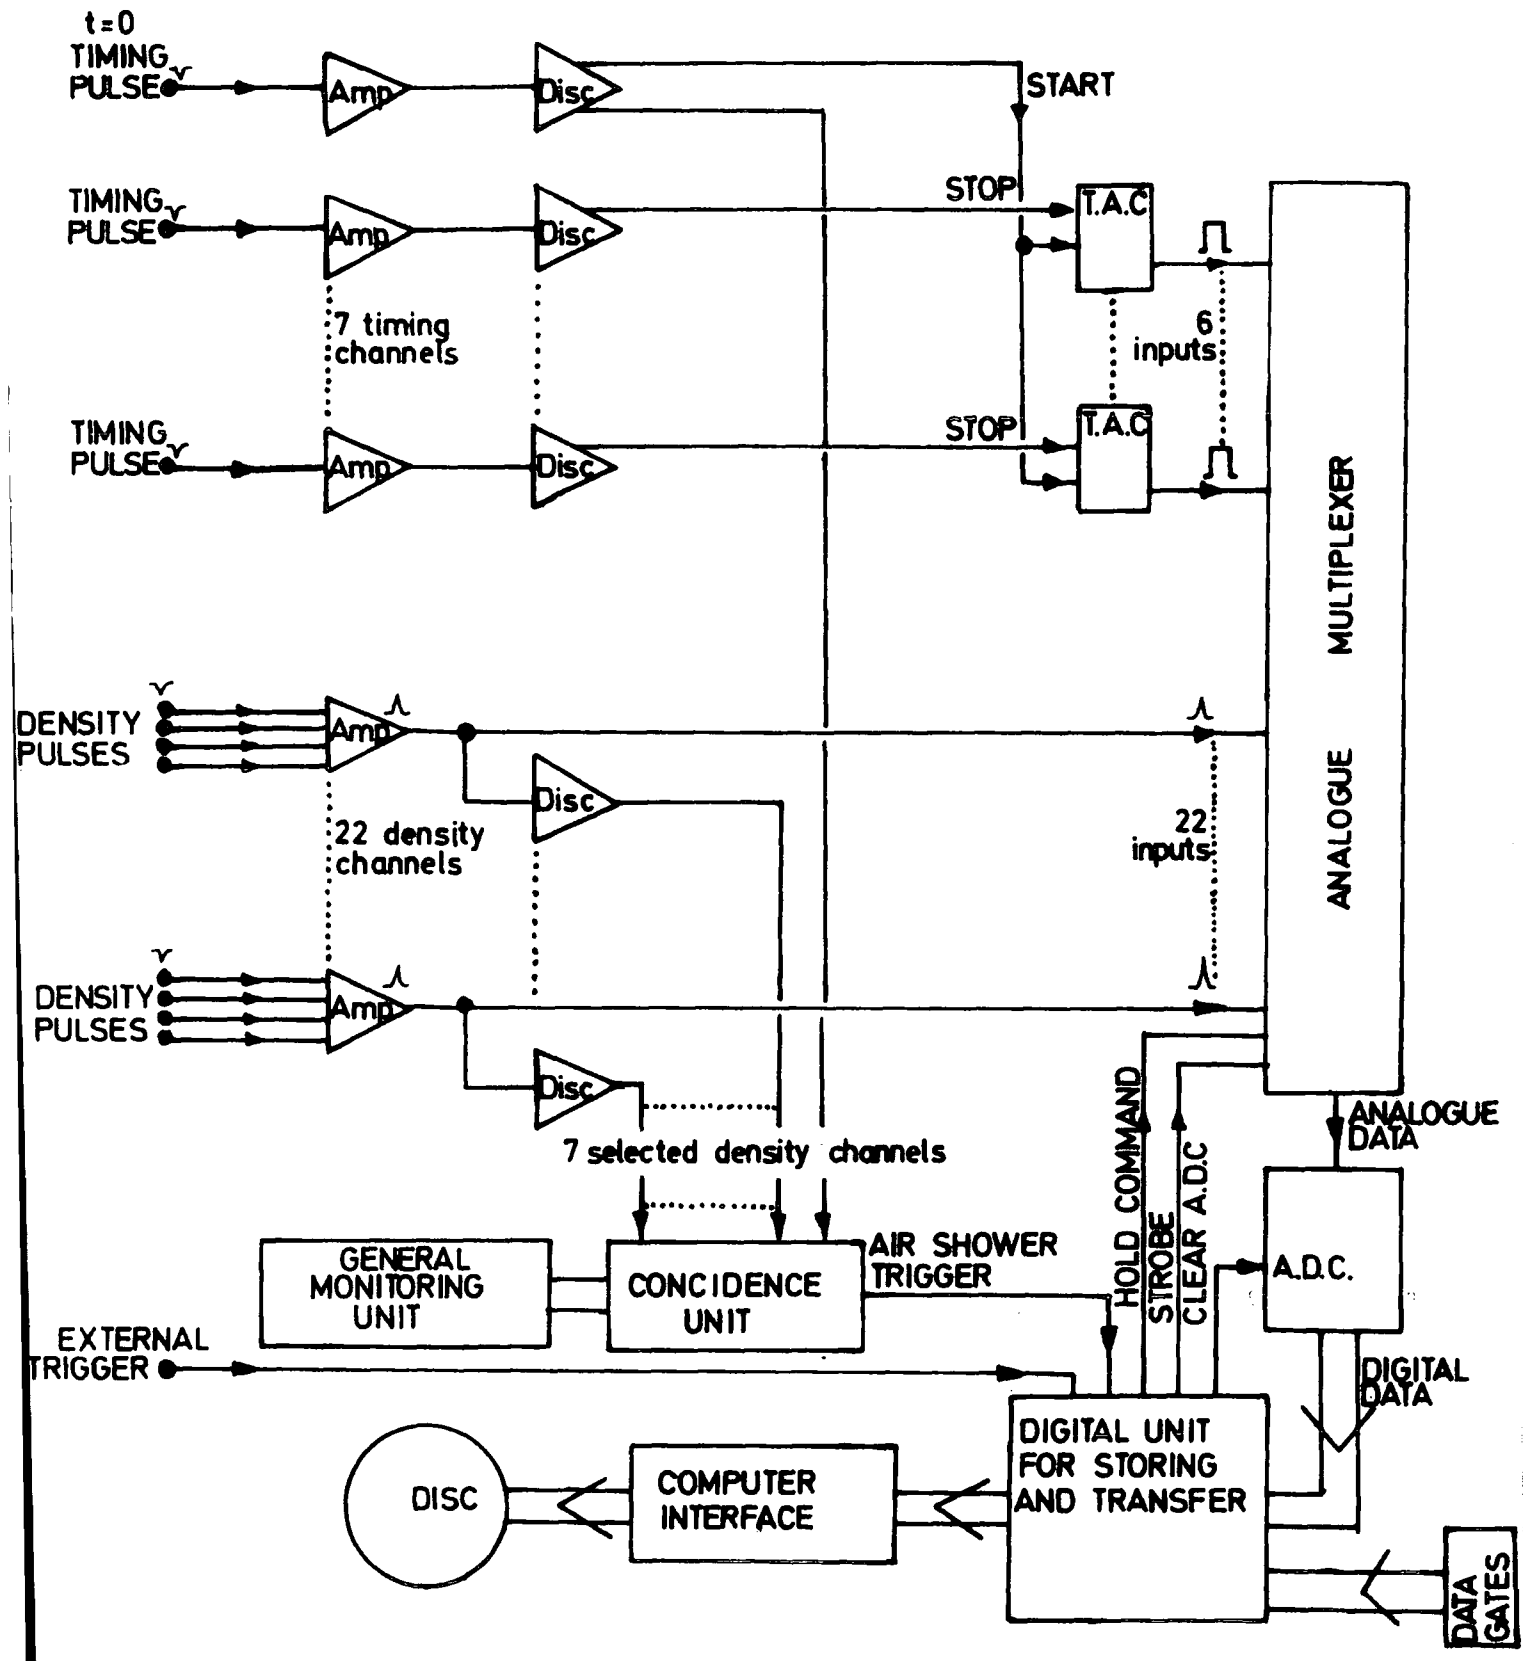 t=0
TIMING
PULSE
Amp
Disc
START
TIMING
PULSE
Amp
Disc
STOP
T.A.C
7 timing
channels
6
inputs
TIMING
PULSE
Amp
Disc
STOP
T.A.C
ANALOGUE MULTIPLEXER
DENSITY
PULSES
Amp
Disc
22 density
channels
22
inputs
DENSITY
PULSES
Amp
Disc
7 selected density channels
HOLD COMMAND
STROBE
CLEAR A.D.C
ANALOGUE
DATA
GENERAL
MONITORING
UNIT
CONCIDENCE
UNIT
AIR SHOWER
TRIGGER
A.D.C.
EXTERNAL
TRIGGER
DIGITAL
DATA
DISC
COMPUTER
INTERFACE
DIGITAL UNIT
FOR STORING
AND TRANSFER
DATA
GATES